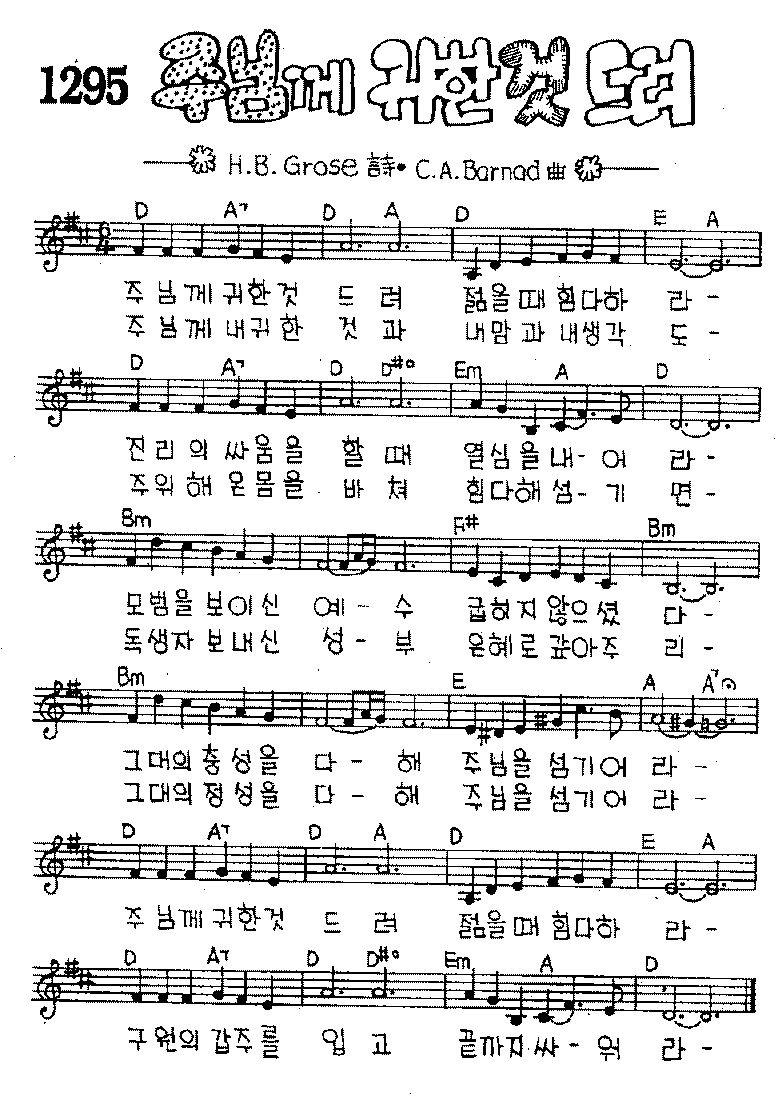 1295 주님께 귀한것 드려
H.B. Grose 詩· C.A. Barnad 曲
D A7 D A D E A
6/4
주 님 께 귀 한 것 드 려 젊 을 때 힘 다 하 라 -
주 님 께 내 귀 한 것 과 내 맘 과 내 생 각 도 -
D A7 D D#° Em A D
진 리 의 싸 움 을 할 때 열 심 을 내 - 어 라 -
주 위 해 온 몸 을 바 쳐 힘 다 해 섬 - 기 면 -
Bm F# Bm
모 범 을 보 이 신 예 - 수 굽 히 지 않 으 셨 다 -
독 생 자 보 내 신 성 - 부 은 혜 로 갚 아 주 리 -
Bm E A A7
그 대 의 충 성 을 다 - 해 주 님 을 섬 기 어 라 -
그 대 의 정 성 을 다 - 해 주 님 을 섬 기 어 라 -
D A7 D A D E A
주 님 께 귀 한 것 드 려 젊 을 때 힘 다 하 라 -
D A7 D D#° Em A D
구 원 의 갑 주 를 입 고 끝 까 지 싸 - 워 라 -